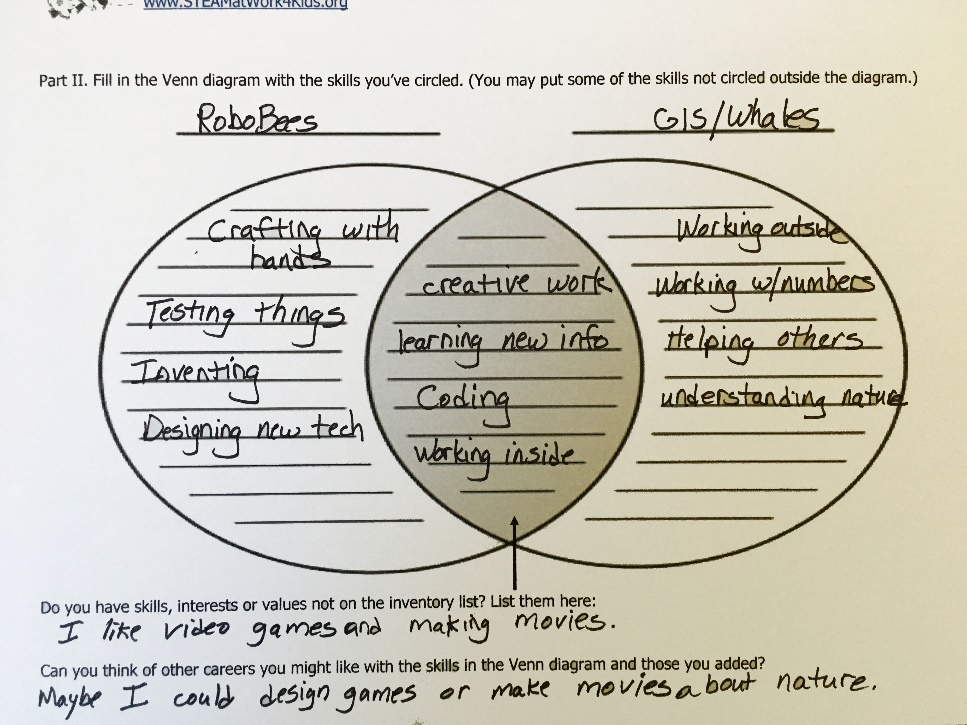 www.STEAMatWork4Kids.org
Part II. Fill in the Venn diagram with the skills you've circled. (You may put some of the skills not circled outside the diagram.)
RoboBees
GIS/Whales
Crafting with
hands
Testing things
Inventing
Designing new tech
creative work
learning new info
Coding
working inside
Working outside
Working w/numbers
Helping others
understanding nature
Do you have skills, interests or values not on the inventory list? List them here:
I like video games and making movies.
Can you think of other careers you might like with the skills in the Venn diagram and those you added?
Maybe I could design games or make movies about nature.